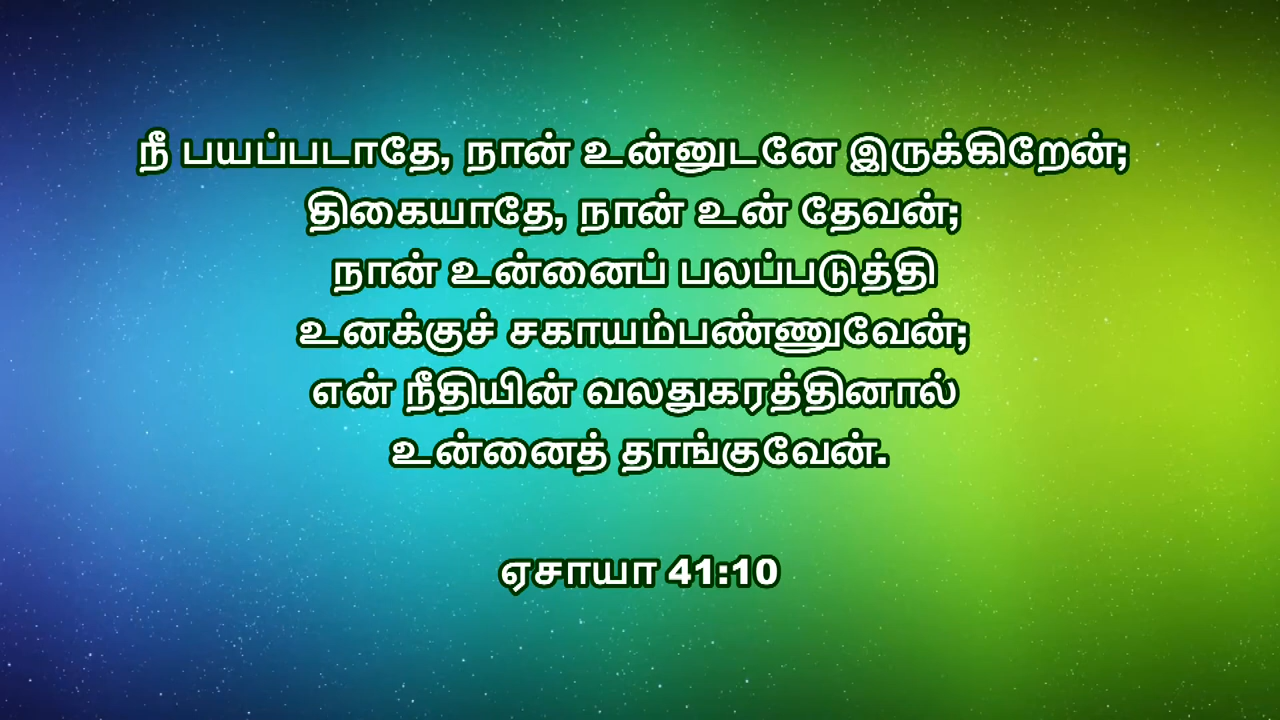 நீ பயப்படாதே, நான் உன்னுடனே இருக்கிறேன்;
திகையாதே, நான் உன் தேவன்;
நான் உன்னைப் பலப்படுத்தி
உனக்குச் சகாயம்பண்ணுவேன்;
என் நீதியின் வலதுகரத்தினால்
உன்னைத் தாங்குவேன்.
ஏசாயா 41:10